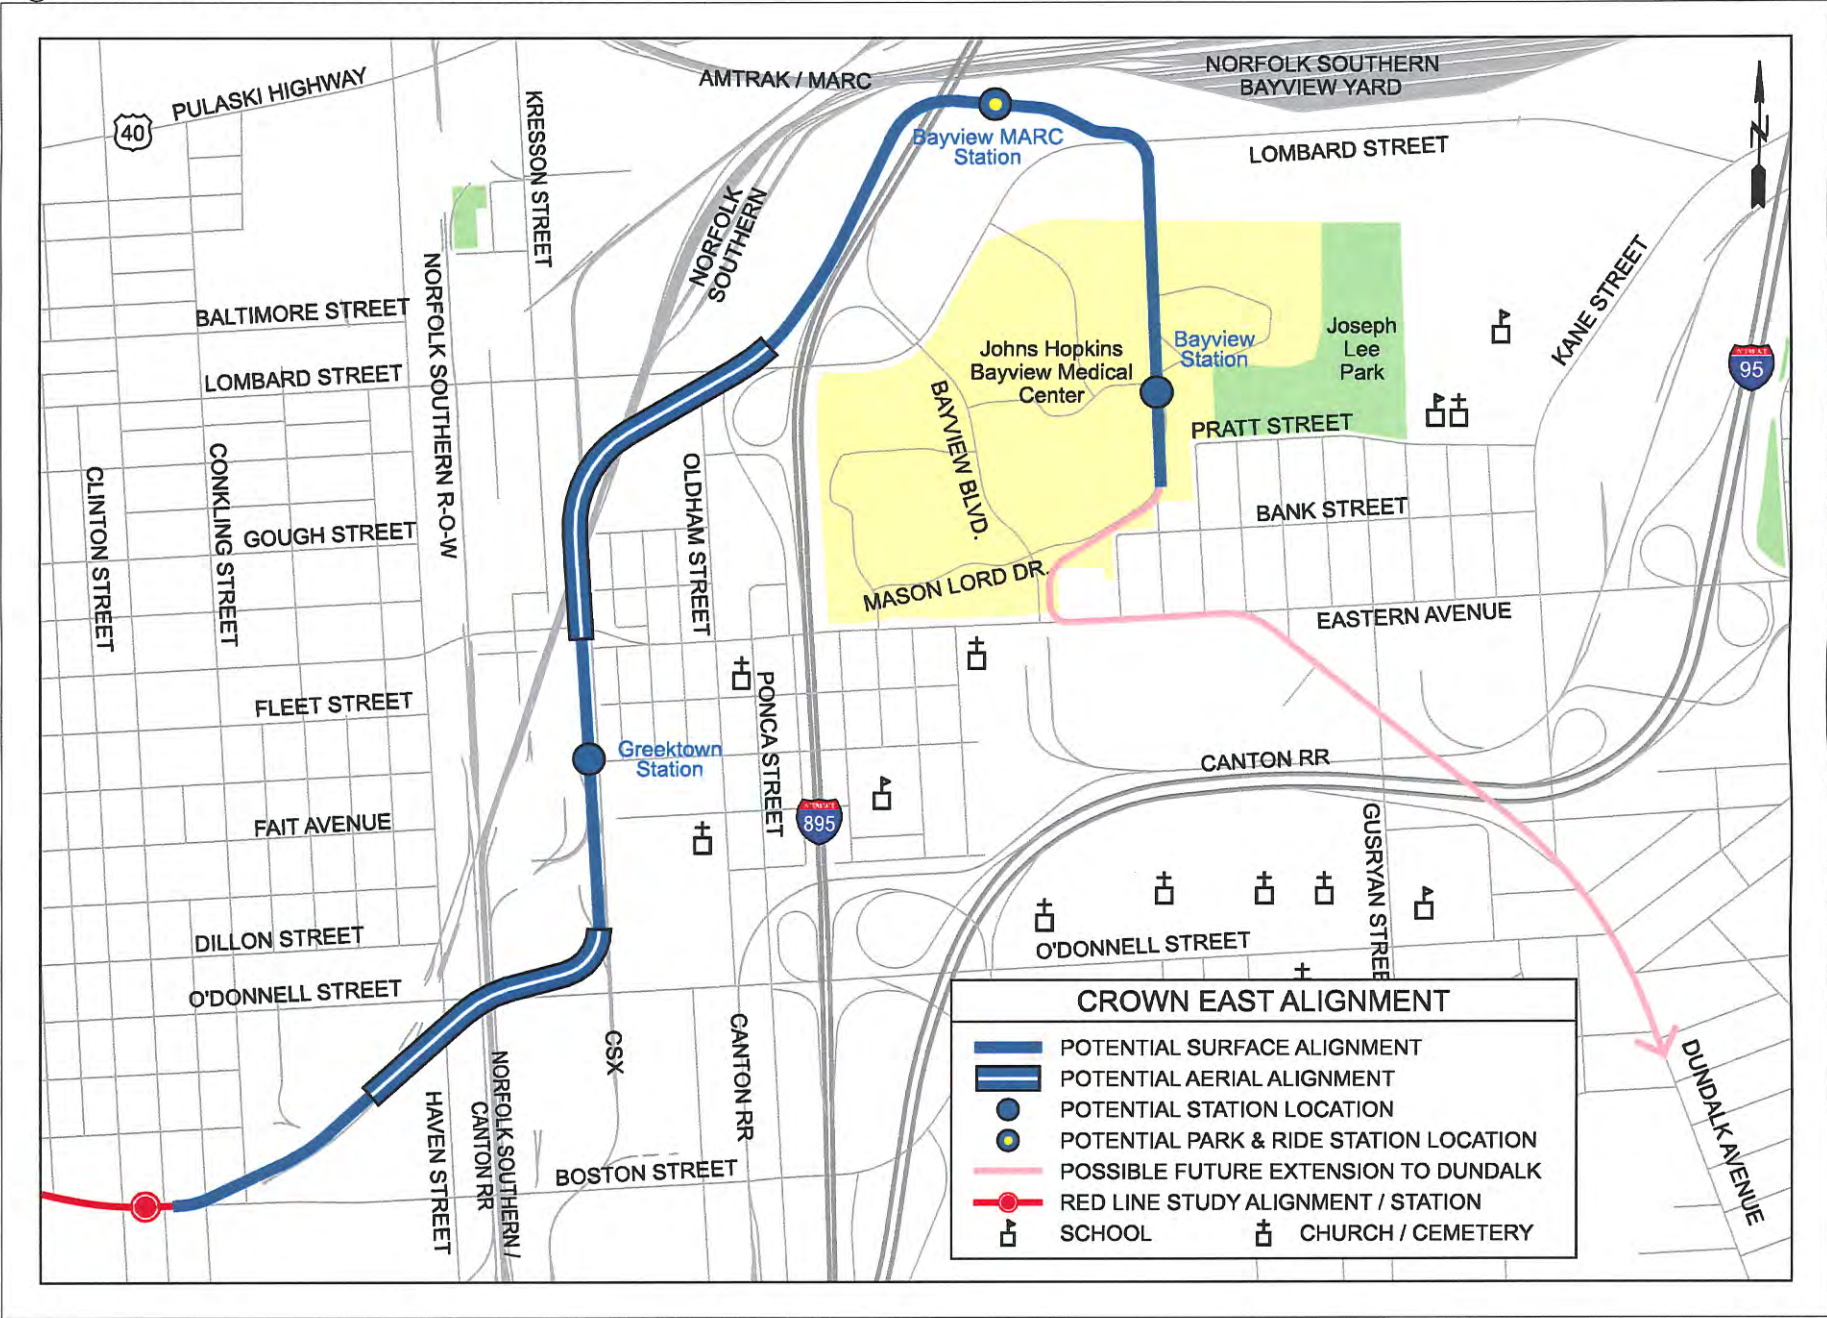 AMTRAK / MARC
NORFOLK SOUTHERN
BAYVIEW YARD
PULASKI HIGHWAY
40
KRESSON STREET
Bayview MARC
Station
LOMBARD STREET
N
NORFOLK
SOUTHERN
KANE STREET
BALTIMORE STREET
NORFOLK SOUTHERN R-O-W
Johns Hopkins
Bayview Medical
Center
Bayview
Station
Joseph
Lee
Park
95
LOMBARD STREET
BAYVIEW BLVD.
PRATT STREET
CLINTON STREET
CONKLING STREET
OLDHAM STREET
GOUGH STREET
BANK STREET
MASON LORD DR.
EASTERN AVENUE
FLEET STREET
PONCA STREET
Greektown
Station
CANTON RR
FAIT AVENUE
895
GUSRYAN STREE
DILLON STREET
O'DONNELL STREET
O'DONNELL STREET
CSX
CANTON RR
HAVEN STREET
NORFOLK SOUTHERN /
CANTON RR
BOSTON STREET
DUNDALK AVENUE
CROWN EAST ALIGNMENT
POTENTIAL SURFACE ALIGNMENT
POTENTIAL AERIAL ALIGNMENT
POTENTIAL STATION LOCATION
POTENTIAL PARK & RIDE STATION LOCATION
POSSIBLE FUTURE EXTENSION TO DUNDALK
RED LINE STUDY ALIGNMENT / STATION
SCHOOL
CHURCH / CEMETERY